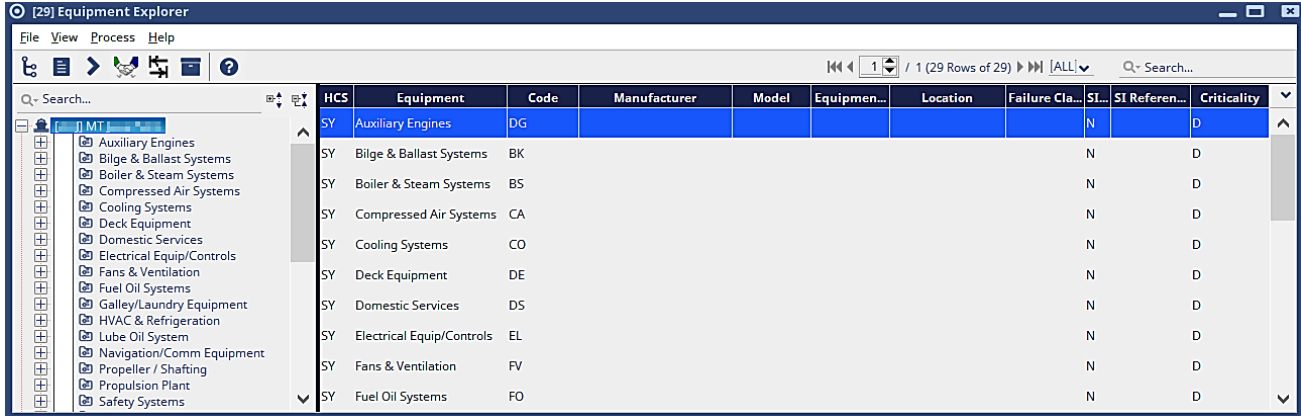 [29] Equipment Explorer
File View Process Help
1 / 1 (29 Rows of 29) [ALL] Search...
Search...
MT
Auxiliary Engines
Bilge & Ballast Systems
Boiler & Steam Systems
Compressed Air Systems
Cooling Systems
Deck Equipment
Domestic Services
Electrical Equip/Controls
Fans & Ventilation
Fuel Oil Systems
Galley/Laundry Equipment
HVAC & Refrigeration
Lube Oil System
Navigation/Comm Equipment
Propeller / Shafting
Propulsion Plant
Safety Systems
HCS Equipment Code Manufacturer Model Equipmen... Location Failure Cla... SI... SI Referen... Criticality
SY Auxiliary Engines DG N D
SY Bilge & Ballast Systems BK N D
SY Boiler & Steam Systems BS N D
SY Compressed Air Systems CA N D
SY Cooling Systems CO N D
SY Deck Equipment DE N D
SY Domestic Services DS N D
SY Electrical Equip/Controls EL N D
SY Fans & Ventilation FV N D
SY Fuel Oil Systems FO N D